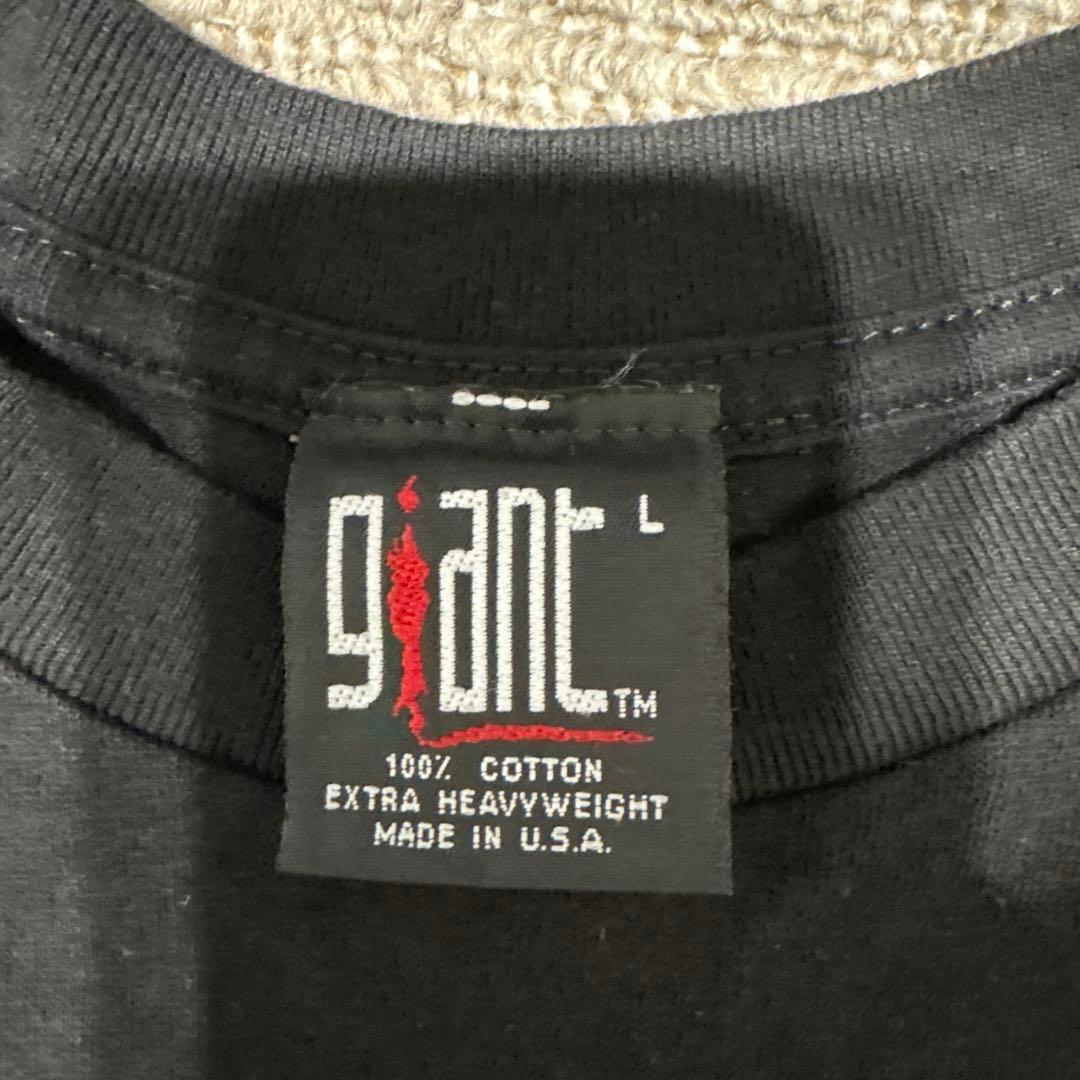 giant L
TM
100% COTTON
EXTRA HEAVYWEIGHT
MADE IN U.S.A.